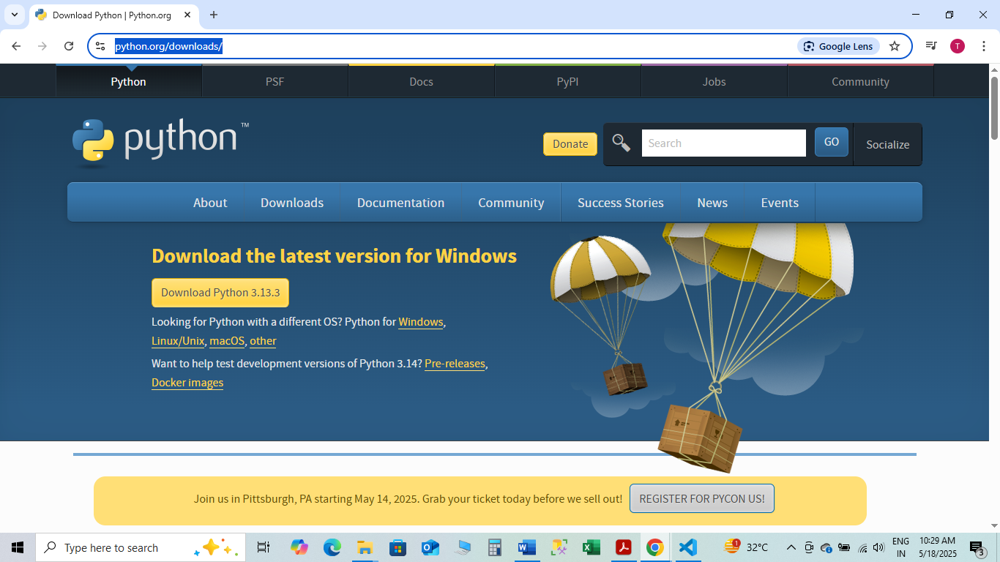 Download Python | Python.org
python.org/downloads/
Google Lens
T
Python PSF Docs PyPI Jobs Community
python™
Donate Search GO Socialize
About Downloads Documentation Community Success Stories News Events
Download the latest version for Windows
Download Python 3.13.3
Looking for Python with a different OS? Python for Windows,
Linux/Unix, macOS, other
Want to help test development versions of Python 3.14? Pre-releases,
Docker images
Join us in Pittsburgh, PA starting May 14, 2025. Grab your ticket today before we sell out! REGISTER FOR PYCON US!
Type here to search
1
32°C
ENG
IN
10:29 AM
5/18/2025
3